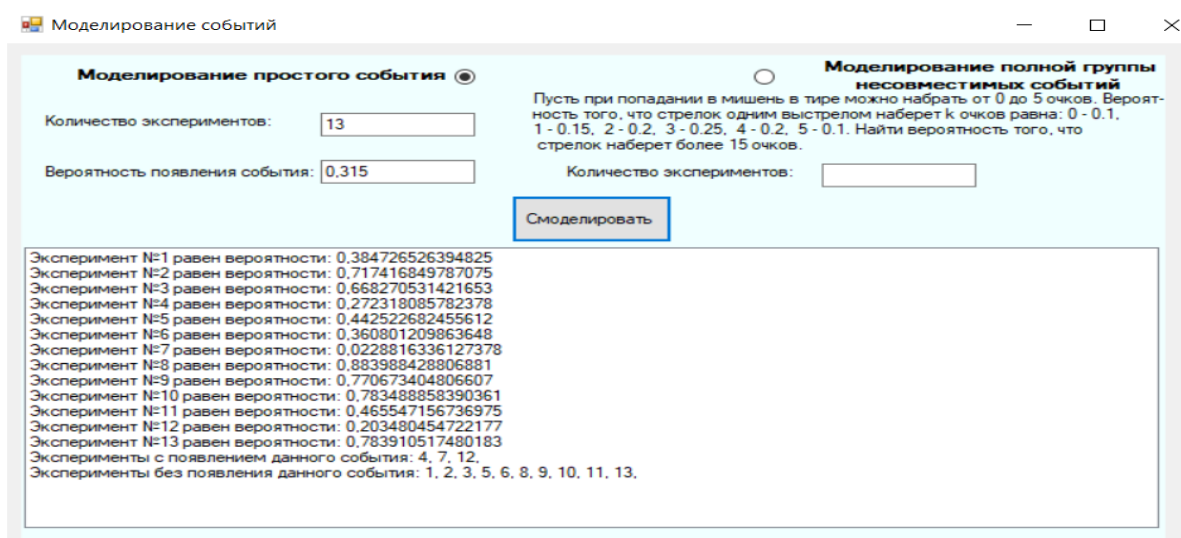 Моделирование событий
Моделирование простого события
Количество экспериментов:
13
Вероятность появления события:
0,315
Моделирование полной группы
несовместимых событий
Пусть при попадании в мишень в тире можно набрать от 0 до 5 очков. Вероят-
ность того, что стрелок одним выстрелом наберет k очков равна: 0 - 0.1,
1 - 0.15, 2 - 0.2, 3 - 0.25, 4 - 0.2, 5 - 0.1. Найти вероятность того, что
стрелок наберет более 15 очков.
Количество экспериментов:
Смоделировать
Эксперимент №1 равен вероятности: 0,384726526394825
Эксперимент №2 равен вероятности: 0,717416849787075
Эксперимент №3 равен вероятности: 0,668270531421653
Эксперимент №4 равен вероятности: 0,272318085782378
Эксперимент №5 равен вероятности: 0,442522682455612
Эксперимент №6 равен вероятности: 0,360801209863648
Эксперимент №7 равен вероятности: 0,0228816336127378
Эксперимент №8 равен вероятности: 0,883988428806881
Эксперимент №9 равен вероятности: 0,770673404806607
Эксперимент №10 равен вероятности: 0,783488858390361
Эксперимент №11 равен вероятности: 0,465547156736975
Эксперимент №12 равен вероятности: 0,203480454722177
Эксперимент №13 равен вероятности: 0,783910517480183
Эксперименты с появлением данного события: 4, 7, 12,
Эксперименты без появления данного события: 1, 2, 3, 5, 6, 8, 9, 10, 11, 13,